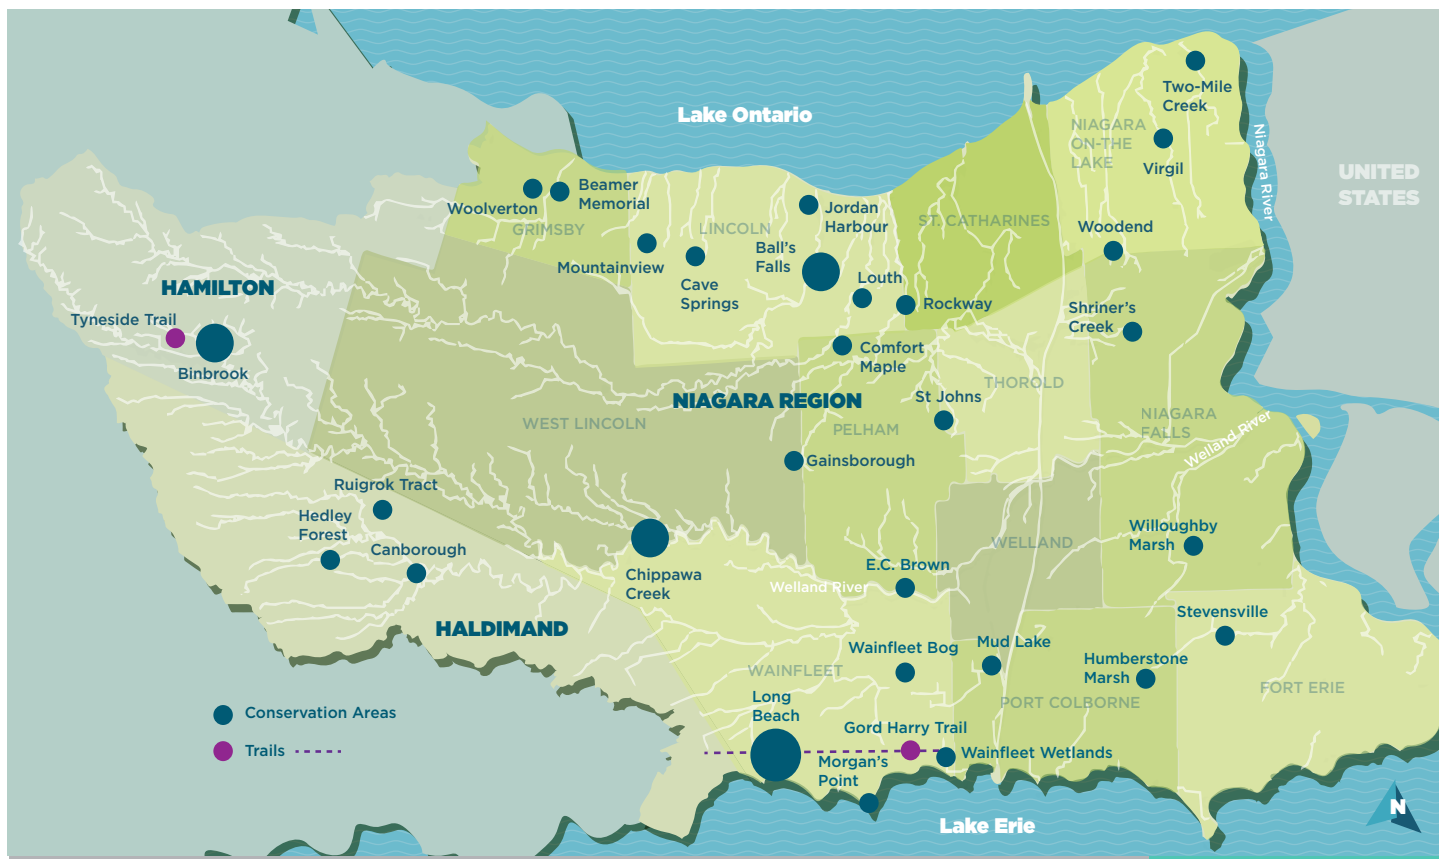 Lake Ontario
Two-Mile
Creek
NIAGARA
ON-THE
LAKE
Virgil
Niagara River
UNITED
STATES
Beamer
Memorial
Woolverton
GRIMSBY
Jordan
Harbour
LINCOLN
ST. CATHARINES
Woodend
Mountainview
Ball's
Falls
Cave
Springs
Louth
Rockway
HAMILTON
Tyneside Trail
Binbrook
Shriner's
Creek
Comfort
Maple
THOROLD
NIAGARA REGION
St Johns
WEST LINCOLN
PELHAM
NIAGARA
FALLS
Welland River
Gainsborough
Ruigrok Tract
Hedley
Forest
Canborough
Willoughby
Marsh
WELLAND
E.C. Brown
Chippawa
Creek
Welland River
Stevensville
HALDIMAND
Wainfleet Bog
Mud Lake
Humberstone
Marsh
WAINFLEET
FORT ERIE
PORT COLBORNE
Long
Beach
Gord Harry Trail
Wainfleet Wetlands
Morgan's
Point
Conservation Areas
Trails
Lake Erie
N